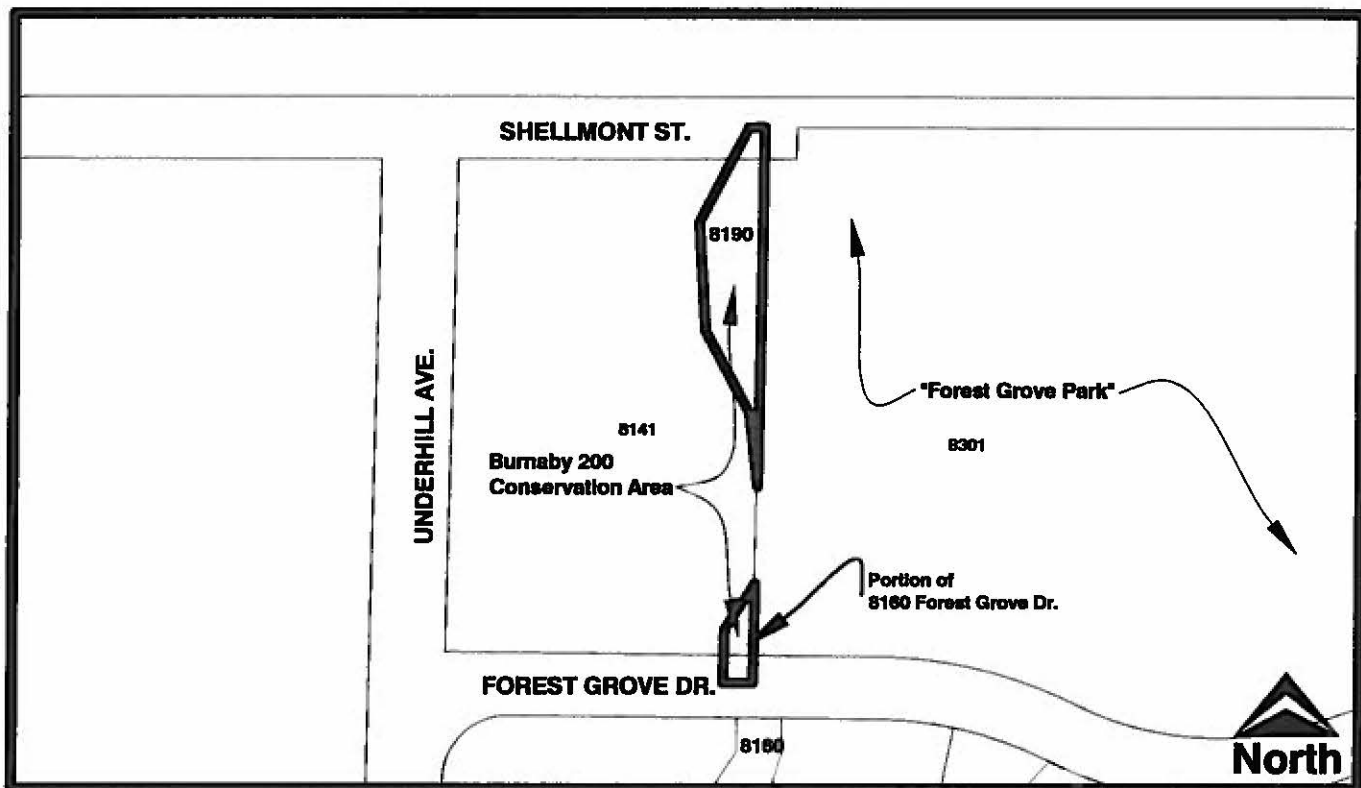 SHELLMONT ST.
8190
UNDERHILL AVE.
"Forest Grove Park"
8141
8301
Burnaby 200
Conservation Area
Portion of
8160 Forest Grove Dr.
FOREST GROVE DR.
8160
North